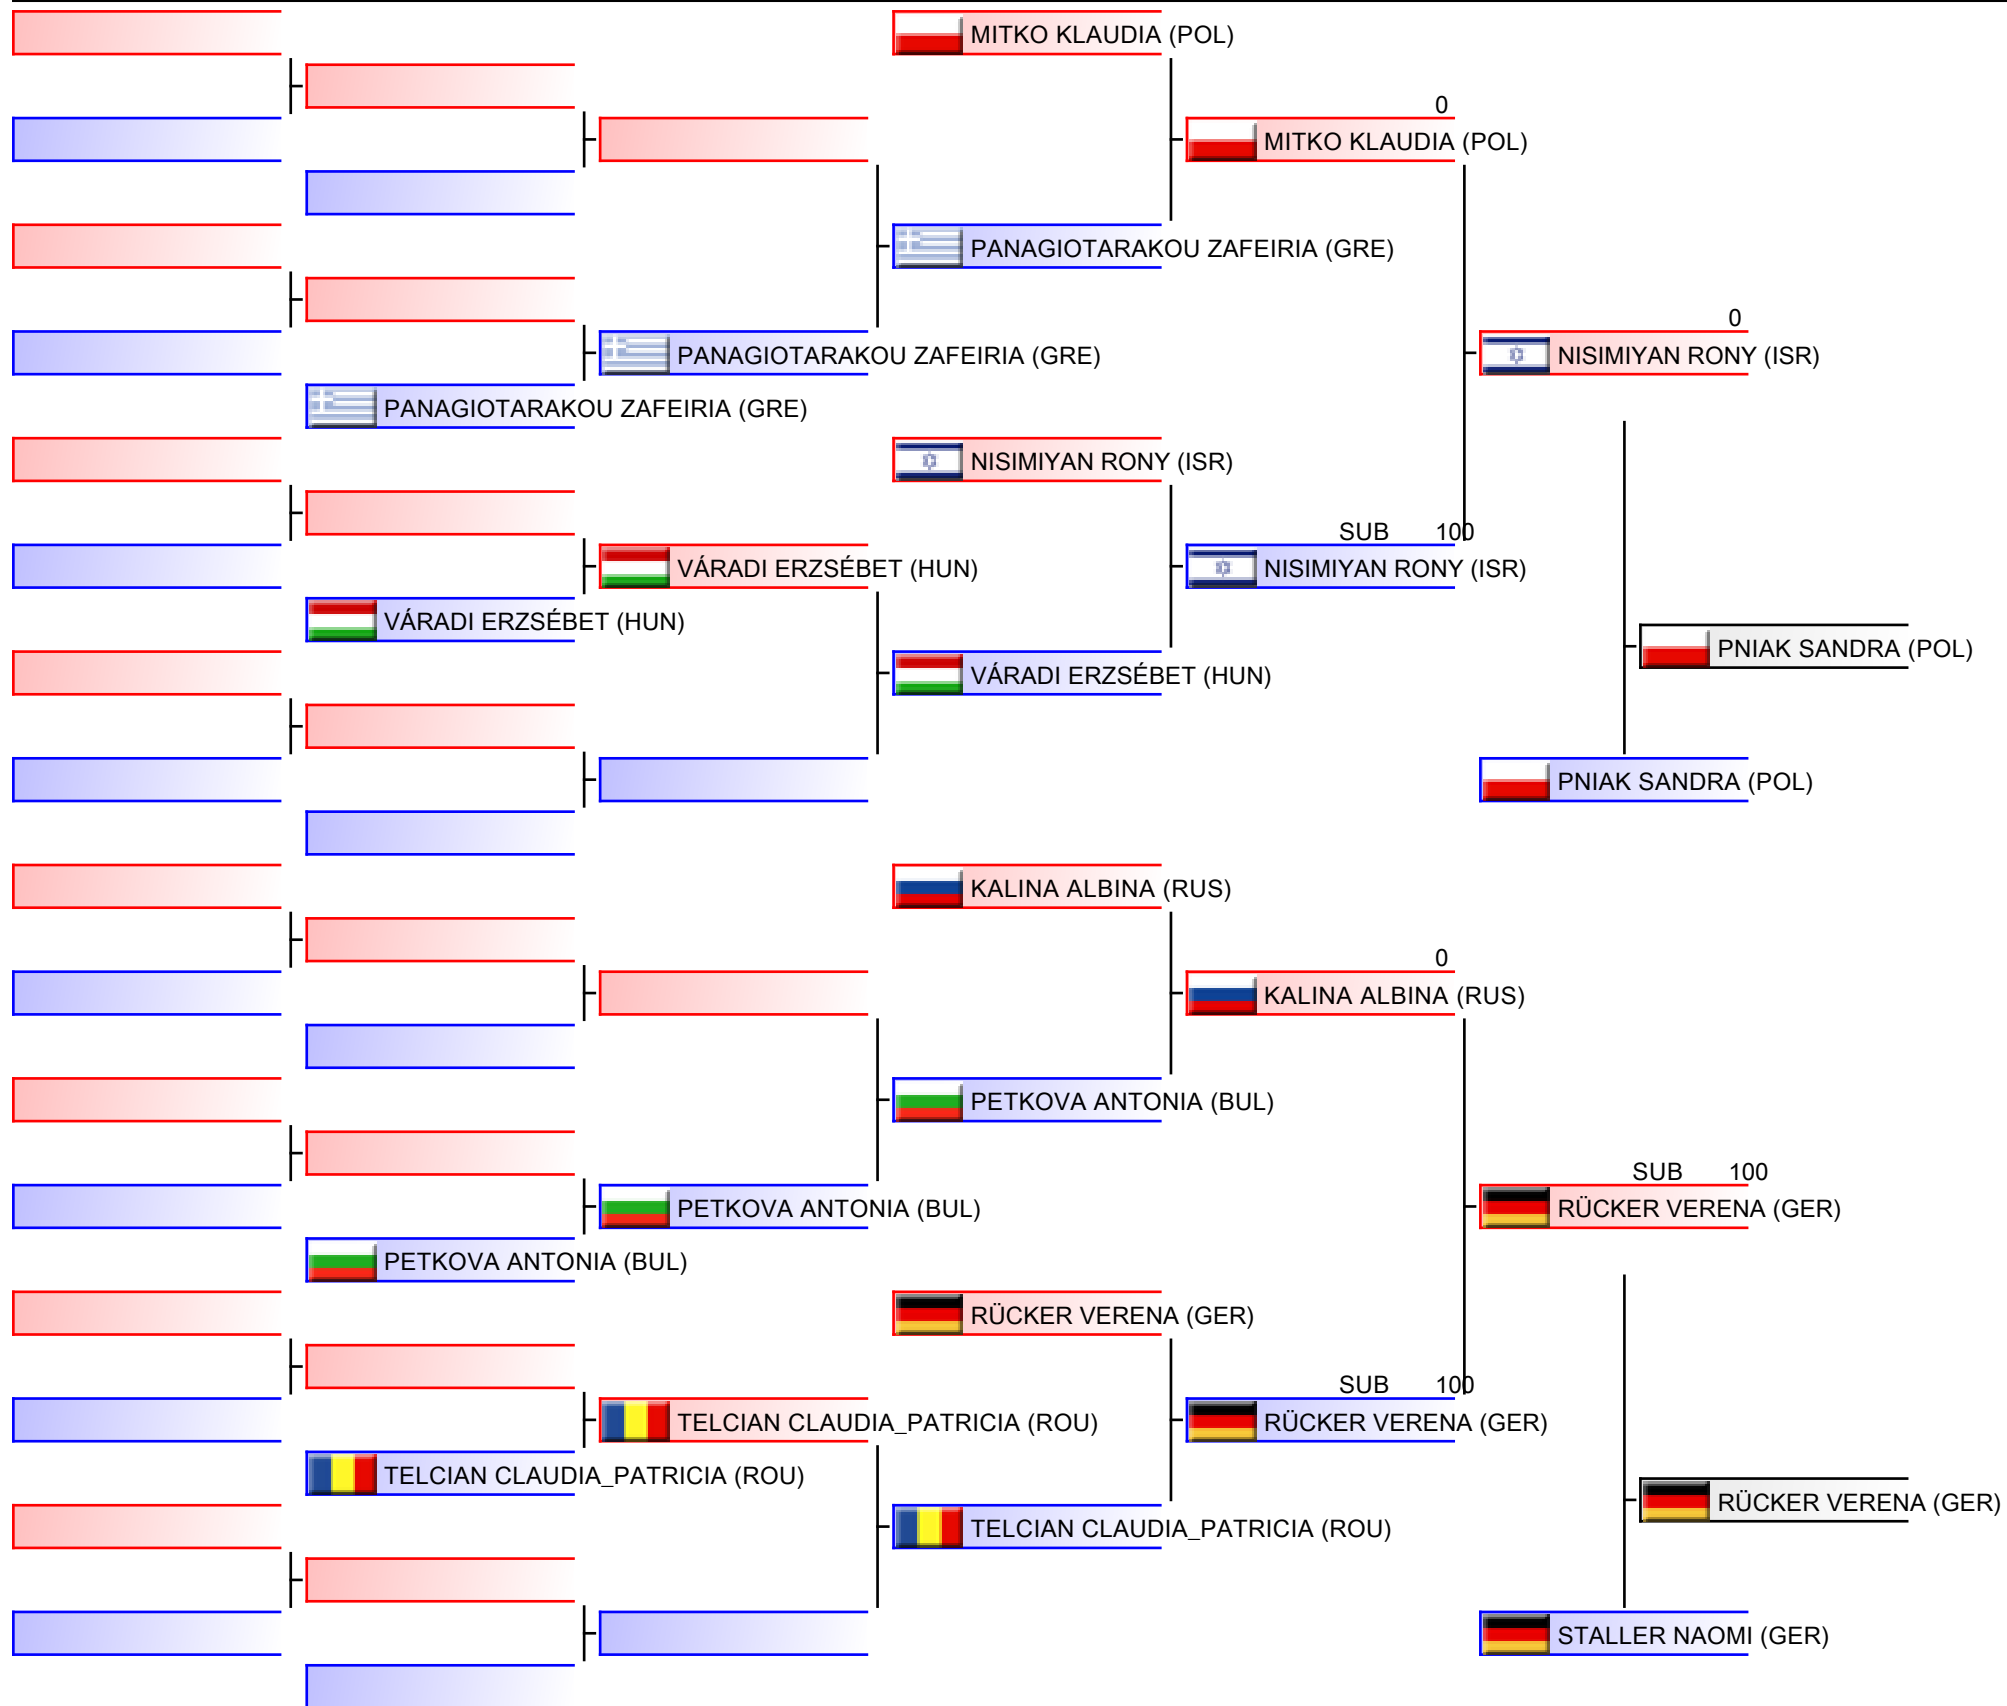 MITKO KLAUDIA (POL)
0
MITKO KLAUDIA (POL)
PANAGIOTARAKOU ZAFEIRIA (GRE)
0
PANAGIOTARAKOU ZAFEIRIA (GRE)
NISIMIYAN RONY (ISR)
PANAGIOTARAKOU ZAFEIRIA (GRE)
NISIMIYAN RONY (ISR)
SUB 100
VÁRADI ERZSÉBET (HUN)
NISIMIYAN RONY (ISR)
VÁRADI ERZSÉBET (HUN)
PNIAK SANDRA (POL)
VÁRADI ERZSÉBET (HUN)
PNIAK SANDRA (POL)
KALINA ALBINA (RUS)
0
KALINA ALBINA (RUS)
PETKOVA ANTONIA (BUL)
SUB 100
PETKOVA ANTONIA (BUL)
RÜCKER VERENA (GER)
PETKOVA ANTONIA (BUL)
RÜCKER VERENA (GER)
SUB 100
TELCIAN CLAUDIA_PATRICIA (ROU)
RÜCKER VERENA (GER)
TELCIAN CLAUDIA_PATRICIA (ROU)
RÜCKER VERENA (GER)
TELCIAN CLAUDIA_PATRICIA (ROU)
STALLER NAOMI (GER)